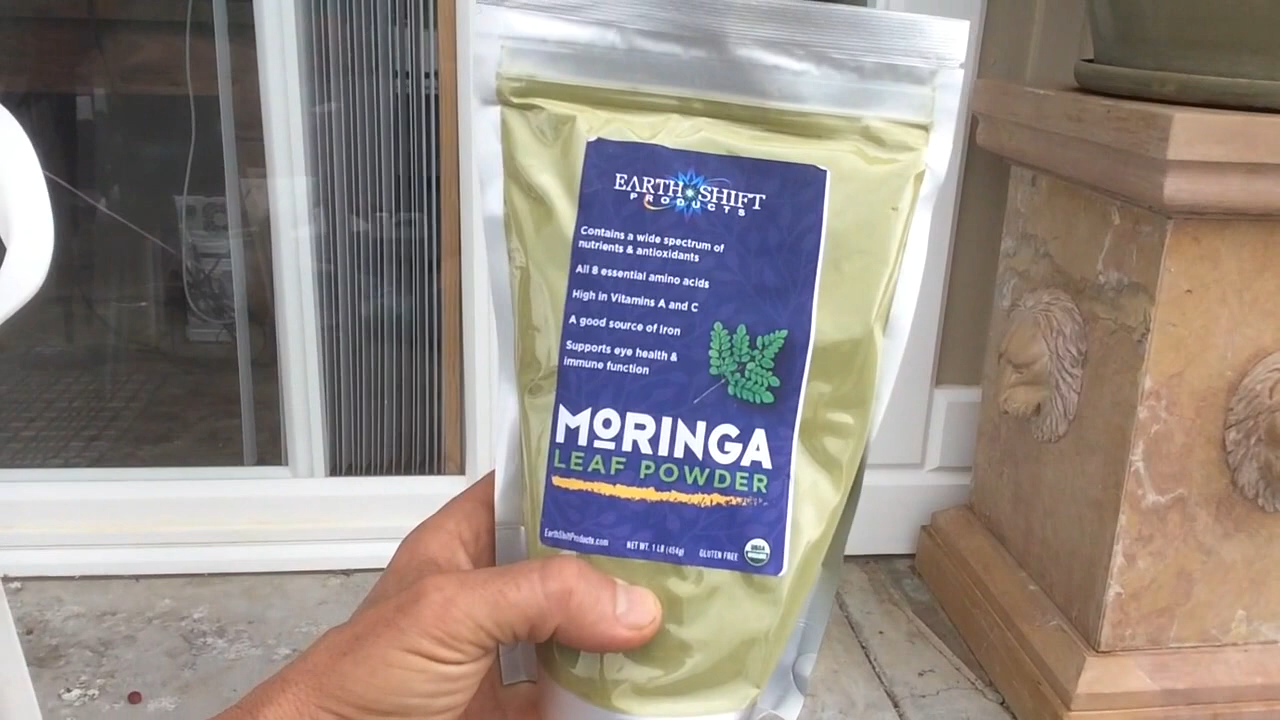 EARTH SHIFT
PRODUCTS
Contains a wide spectrum of
nutrients & antioxidants
All 8 essential amino acids
High in Vitamins A and C
A good source of Iron
Supports eye health &
immune function
MORINGA
LEAF POWDER
EarthShiftProducts.com NET WT. 1 LB (454g) GLUTEN FREE USDA ORGANIC